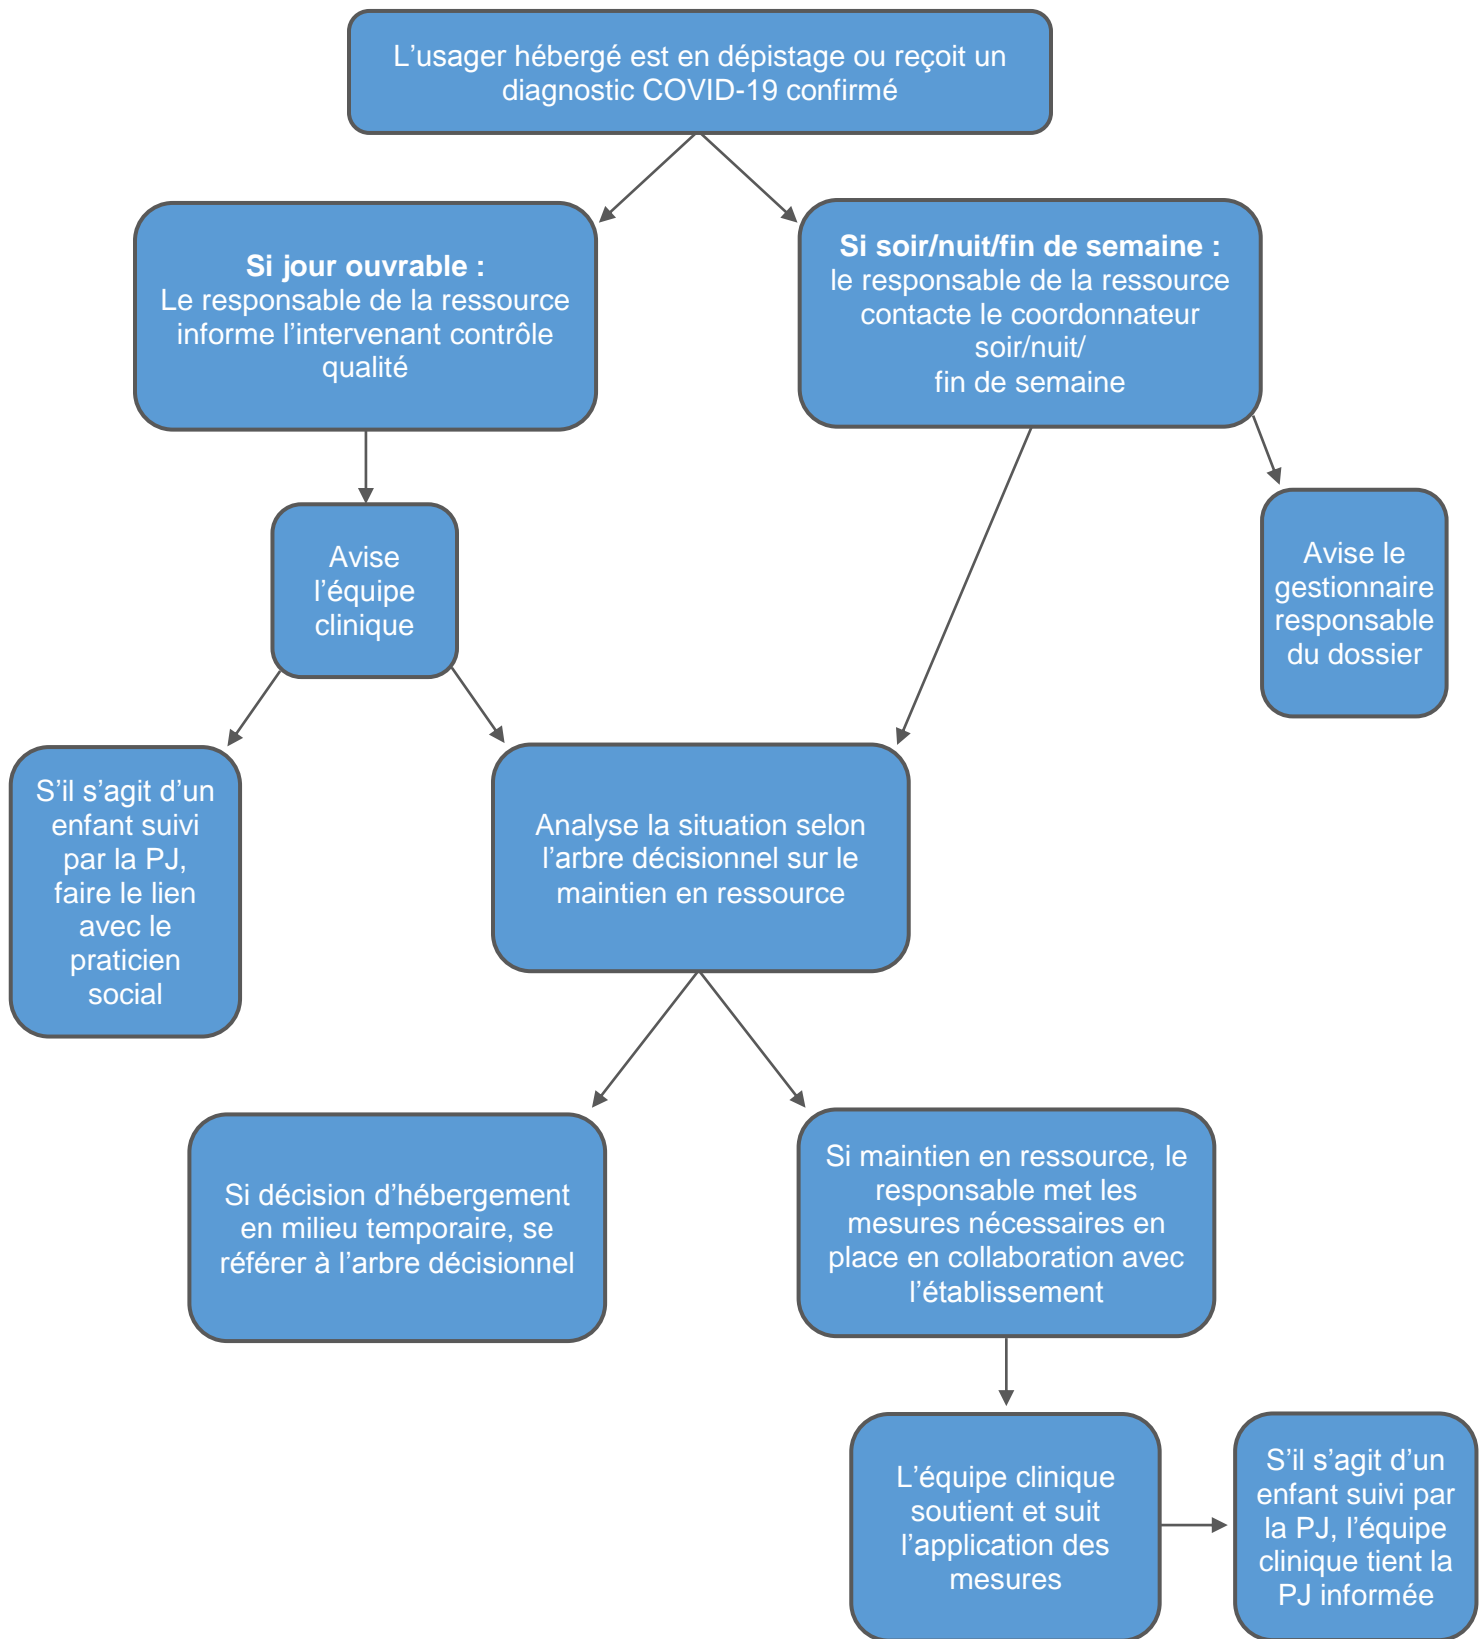 L’usager hébergé est en dépistage ou reçoit un
diagnostic COVID-19 confirmé
Si jour ouvrable :
Le responsable de la ressource
informe l’intervenant contrôle
qualité
Si soir/nuit/fin de semaine :
le responsable de la ressource
contacte le coordonnateur
soir/nuit/
fin de semaine
Avise
l’équipe
clinique
Avise le
gestionnaire
responsable
du dossier
S’il s’agit d’un
enfant suivi
par la PJ,
faire le lien
avec le
praticien
social
Analyse la situation selon
l’arbre décisionnel sur le
maintien en ressource
Si décision d’hébergement
en milieu temporaire, se
référer à l’arbre décisionnel
Si maintien en ressource, le
responsable met les
mesures nécessaires en
place en collaboration avec
l’établissement
L’équipe clinique
soutient et suit
l’application des
mesures
S’il s’agit d’un
enfant suivi par
la PJ, l’équipe
clinique tient la
PJ informée